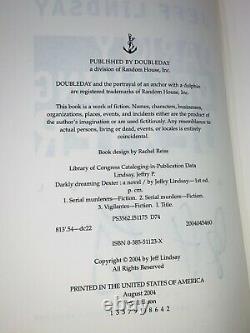 PUBLISHED BY DOUBLEDAY
a division of Random House, Inc.
DOUBLEDAY and the portrayal of an anchor with a dolphin
are registered trademarks of Random House, Inc.
This book is a work of fiction. Names, characters, businesses,
organizations, places, events, and incidents either are the product of
the author's imagination or are used fictitiously. Any resemblance to
actual persons, living or dead, events, or locales is entirely
coincidental.
Book design by Rachel Reiss
Library of Congress Cataloging-in-Publication Data
Lindsay, Jeffry P.
Darkly dreaming Dexter : a novel / by Jeffry Lindsay—1st ed.
p. cm.
1. Serial murderers—Fiction. 2. Serial murders—Fiction.
3. Vigilantes—Fiction. I. Title.
PS3562.I51175 D74
813'.54—dc22 2004045460
ISBN 0-385-51123-X
Copyright © 2004 by Jeff Lindsay
PRINTED IN THE UNITED STATES OF AMERICA
August 2004
First Edition
1 3 5 7 9 10 8 6 4 2